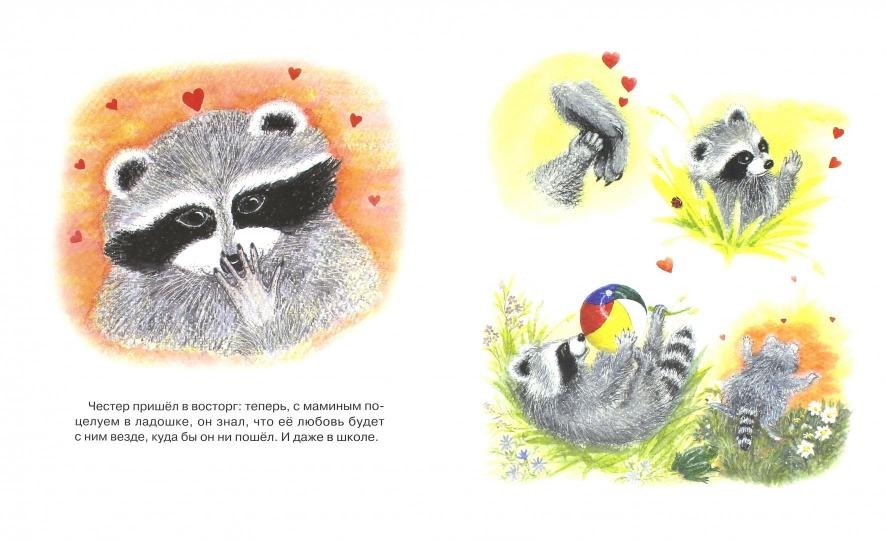 Честер пришёл в восторг: теперь, с маминым по-
целуем в ладошке, он знал, что её любовь будет
с ним везде, куда бы он ни пошёл. И даже в школе.